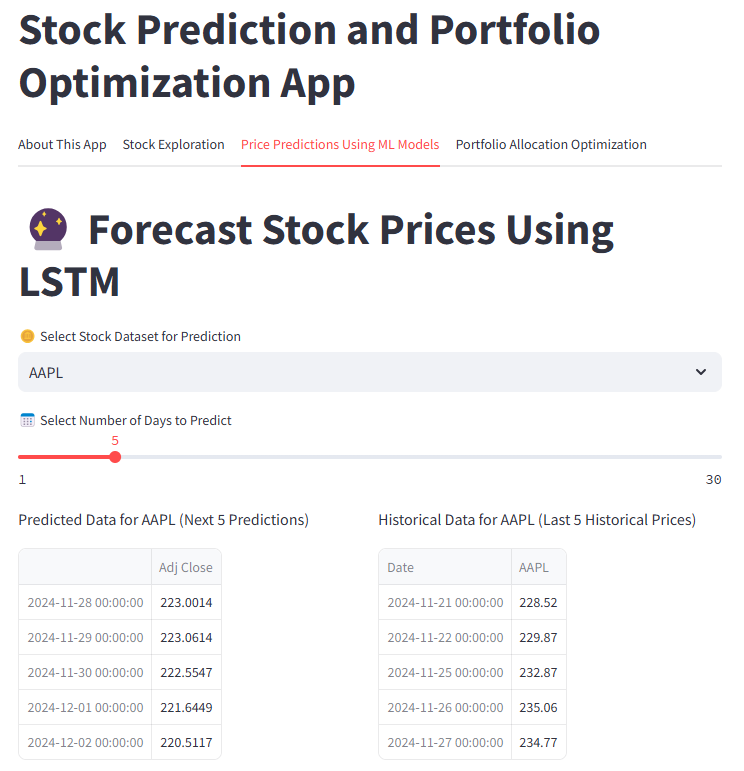 Stock Prediction and Portfolio
Optimization App
About This App Stock Exploration Price Predictions Using ML Models Portfolio Allocation Optimization
Forecast Stock Prices Using
LSTM
Select Stock Dataset for Prediction
AAPL
Select Number of Days to Predict
5
1 30
Predicted Data for AAPL (Next 5 Predictions)
Adj Close
2024-11-28 00:00:00 223.0014
2024-11-29 00:00:00 223.0614
2024-11-30 00:00:00 222.5547
2024-12-01 00:00:00 221.6449
2024-12-02 00:00:00 220.5117
Historical Data for AAPL (Last 5 Historical Prices)
Date AAPL
2024-11-21 00:00:00 228.52
2024-11-22 00:00:00 229.87
2024-11-25 00:00:00 232.87
2024-11-26 00:00:00 235.06
2024-11-27 00:00:00 234.77